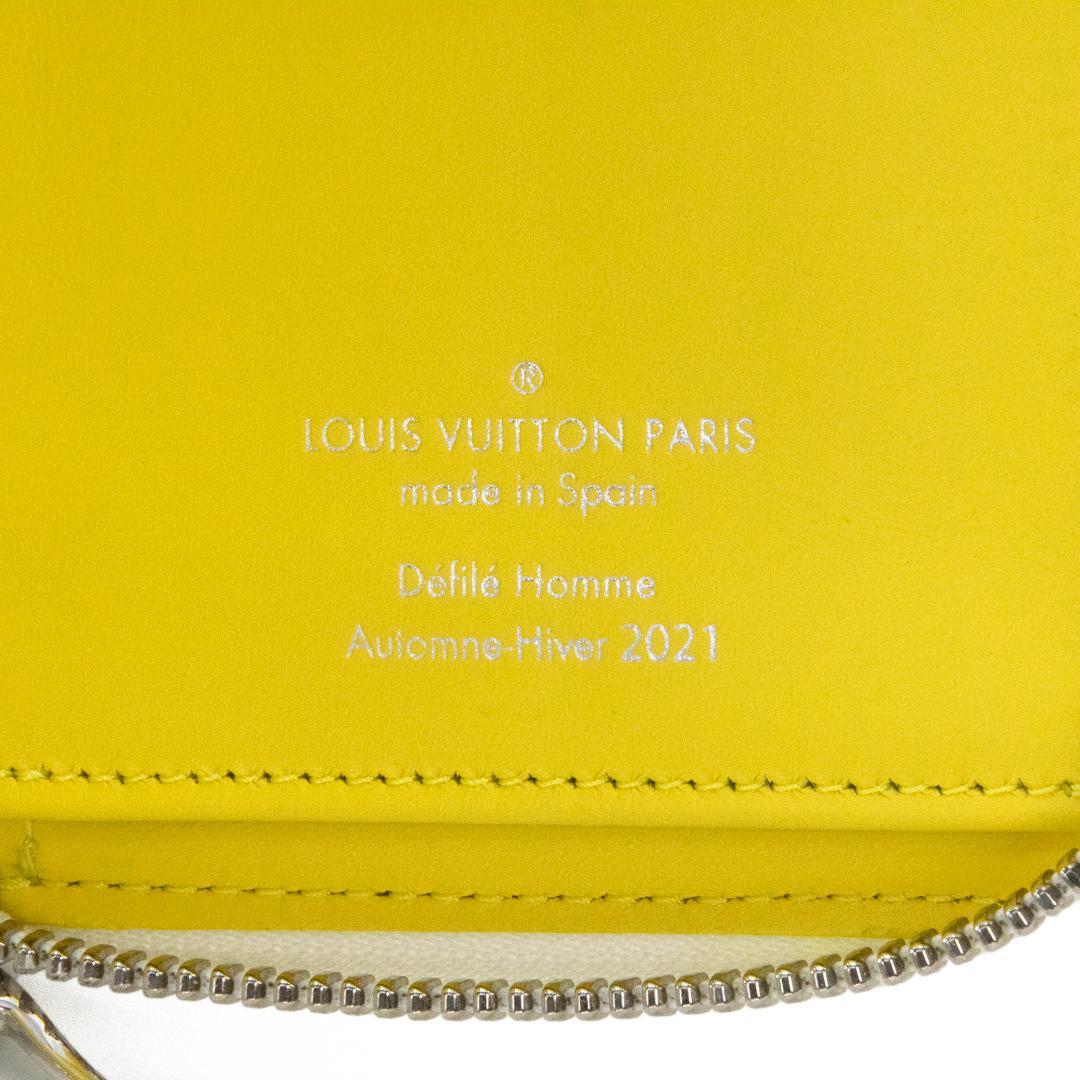 ®
LOUIS VUITTON PARIS
made in Spain
Défilé Homme
Automne-Hiver 2021